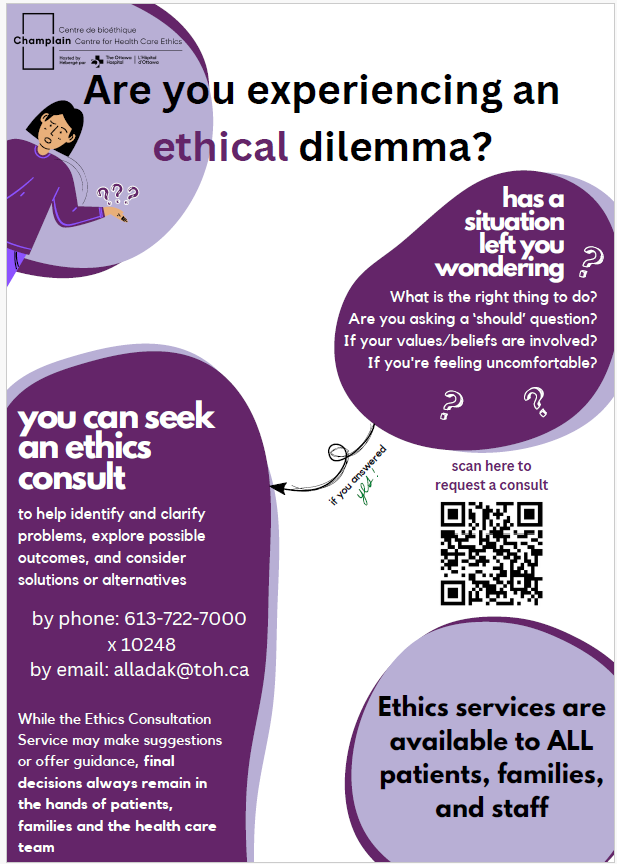 Centre de bioéthique
Champlain Centre for Health Care Ethics
Hosted by
Hébergé par
The Ottawa Hospital
L'Hôpital d'Ottawa
Are you experiencing an
ethical dilemma?
???
has a
situation
left you
wondering ?
What is the right thing to do?
Are you asking a ‘should’ question?
If your values/beliefs are involved?
If you're feeling uncomfortable?
? ?
if you answered
yes!
you can seek
an ethics
consult
to help identify and clarify
problems, explore possible
outcomes, and consider
solutions or alternatives
by phone: 613-722-7000
x 10248
by email: alladak@toh.ca
While the Ethics Consultation
Service may make suggestions
or offer guidance, final
decisions always remain in
the hands of patients,
families and the health care
team
scan here to
request a consult
Ethics services are
available to ALL
patients, families,
and staff